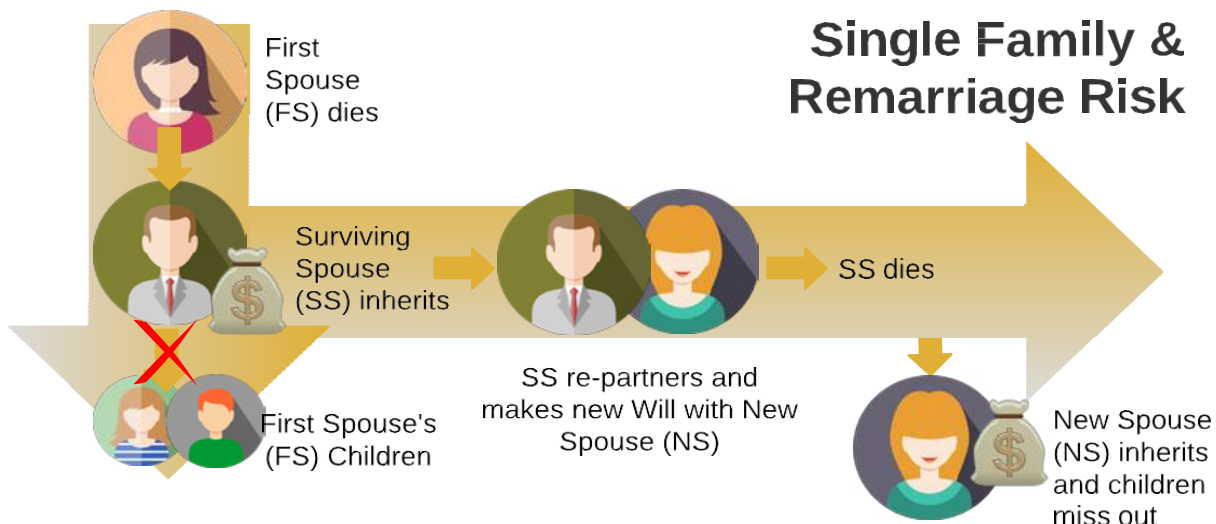 Single Family &
Remarriage Risk
First
Spouse
(FS) dies
Surviving
Spouse
(SS) inherits
SS dies
First Spouse's
(FS) Children
SS re-partners and
makes new Will with New
Spouse (NS)
New Spouse
(NS) inherits
and children
miss out
$
$